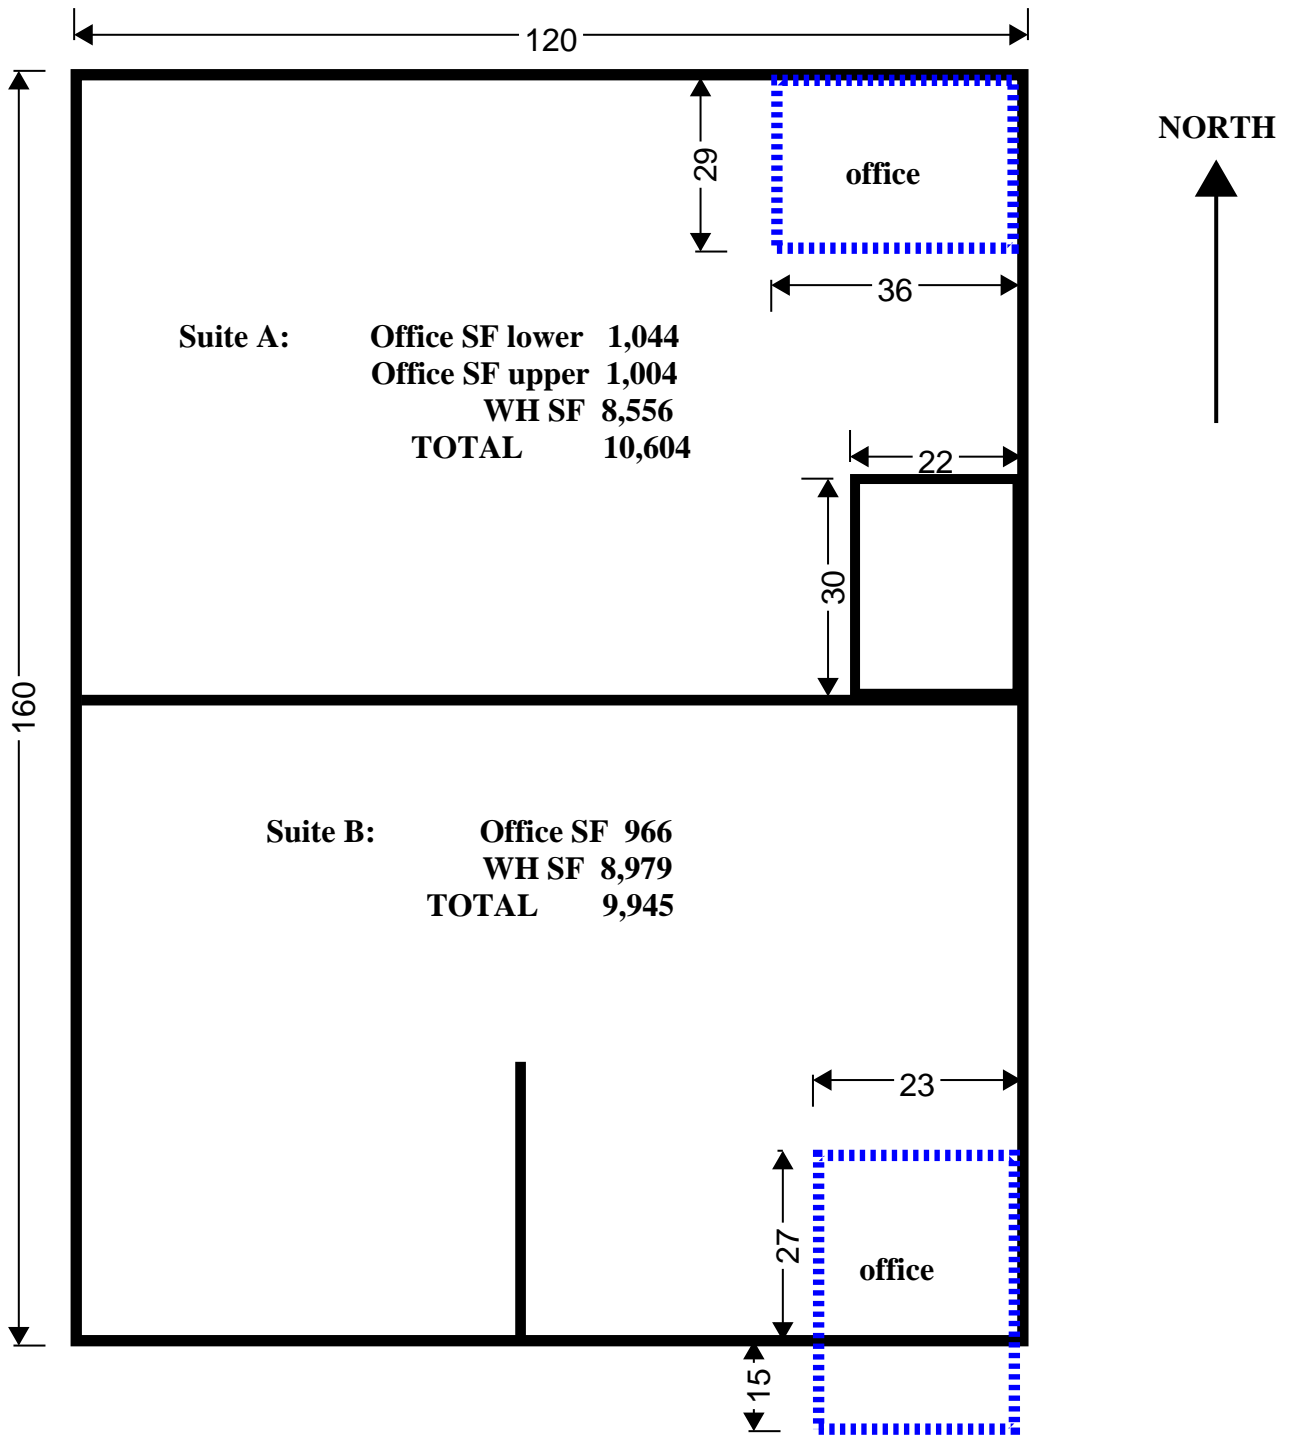 120
NORTH
29
office
36
Suite A: Office SF lower 1,044
Office SF upper 1,004
WH SF 8,556
TOTAL 10,604
22
30
160
Suite B: Office SF 966
WH SF 8,979
TOTAL 9,945
23
27
office
15